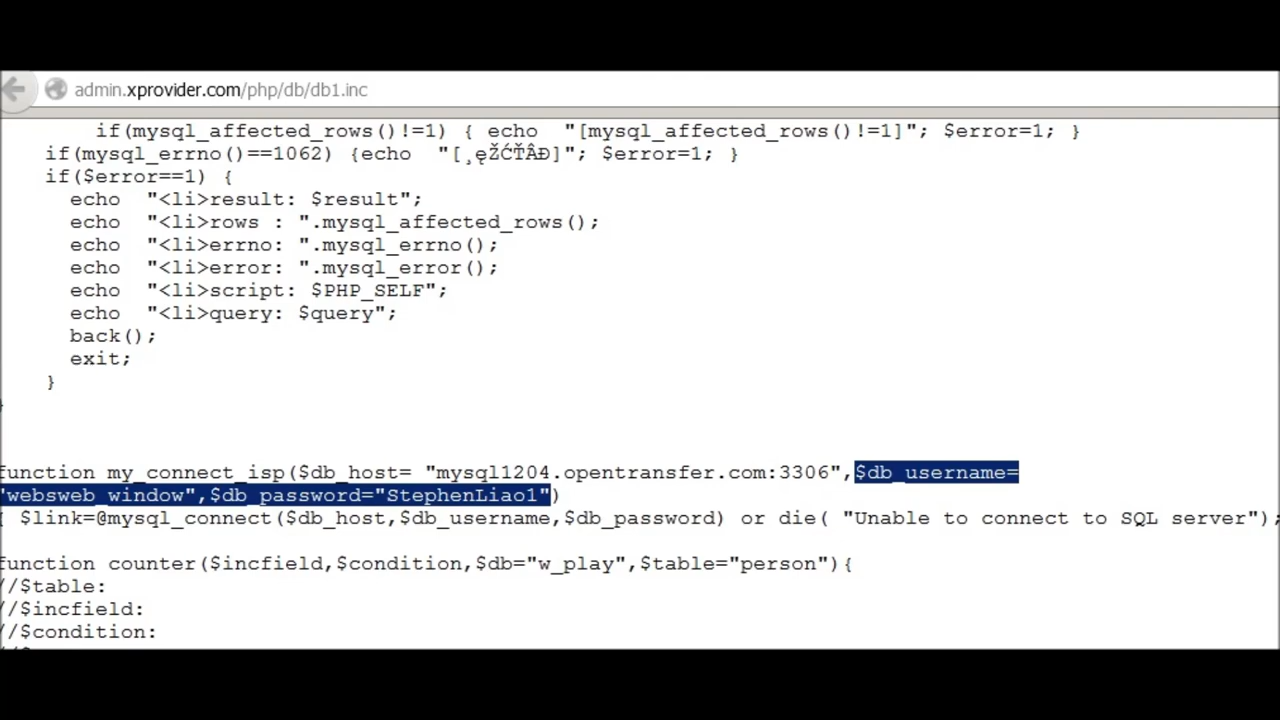 admin.xprovider.com/php/db/db1.inc
if(mysql_affected_rows()!=1) { echo "[mysql_affected_rows()!=1]"; $error=1; }
if(mysql_errno()==1062) {echo "[¸ęŽĆŤÂÐ]"; $error=1; }
if($error==1) {
echo "<li>result: $result";
echo "<li>rows : ".mysql_affected_rows();
echo "<li>errno: ".mysql_errno();
echo "<li>error: ".mysql_error();
echo "<li>script: $PHP_SELF";
echo "<li>query: $query";
back();
exit;
}
}
function my_connect_isp($db_host= "mysql1204.opentransfer.com:3306",$db_username=
"websweb_window",$db_password="StephenLiao1")
{ $link=@mysql_connect($db_host,$db_username,$db_password) or die( "Unable to connect to SQL server");
function counter($incfield,$condition,$db="w_play",$table="person"){
//$table:
//$incfield:
//$condition: